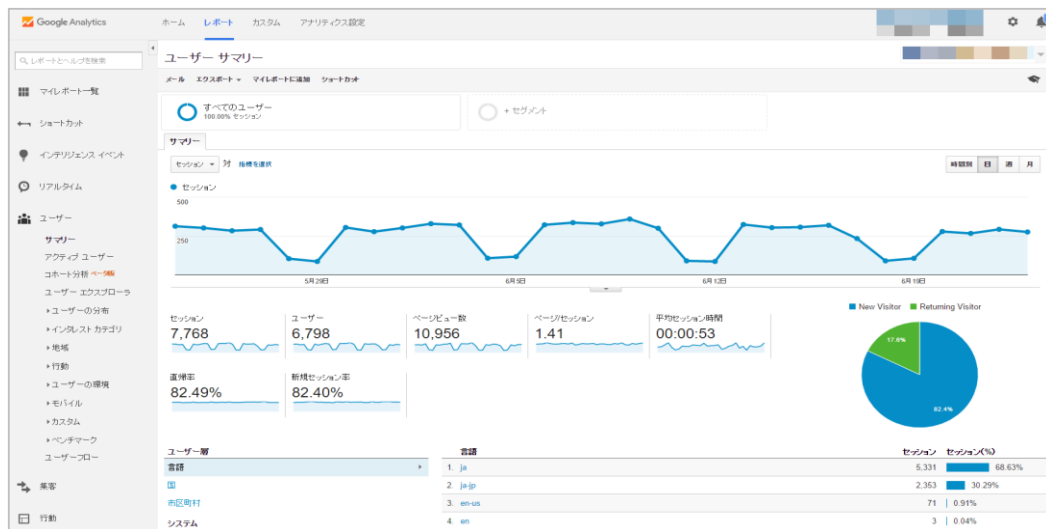 Google Analytics
ホーム レポート カスタム アナリティクス設定
レポートとヘルプを検索
マイレポート一覧
ショートカット
インテリジェンス イベント
リアルタイム
ユーザー
サマリー
アクティブ ユーザー
コホート分析 ベータ版
ユーザー エクスプローラ
ユーザーの分布
インタレスト カテゴリ
地域
行動
ユーザーの環境
モバイル
カスタム
ベンチマーク
ユーザーフロー
集客
行動
ユーザー サマリー
メール エクスポート マイレポートに追加 ショートカット
すべてのユーザー
100.00% セッション
+ セグメント
サマリー
セッション 対 指標を選択
時間別 日 週 月
セッション
500
250
5月29日 6月5日 6月12日 6月19日
New Visitor Returning Visitor
セッション ユーザー ページビュー数 ページ/セッション 平均セッション時間
7,768 6,798 10,956 1.41 00:00:53
直帰率 新規セッション率
82.49% 82.40%
17.6%
82.4%
ユーザー層 言語 セッション セッション(%)
言語 1. ja 5,331 68.63%
国 2. ja-jp 2,353 30.29%
市区町村 3. en-us 71 0.91%
システム 4. en 3 0.04%